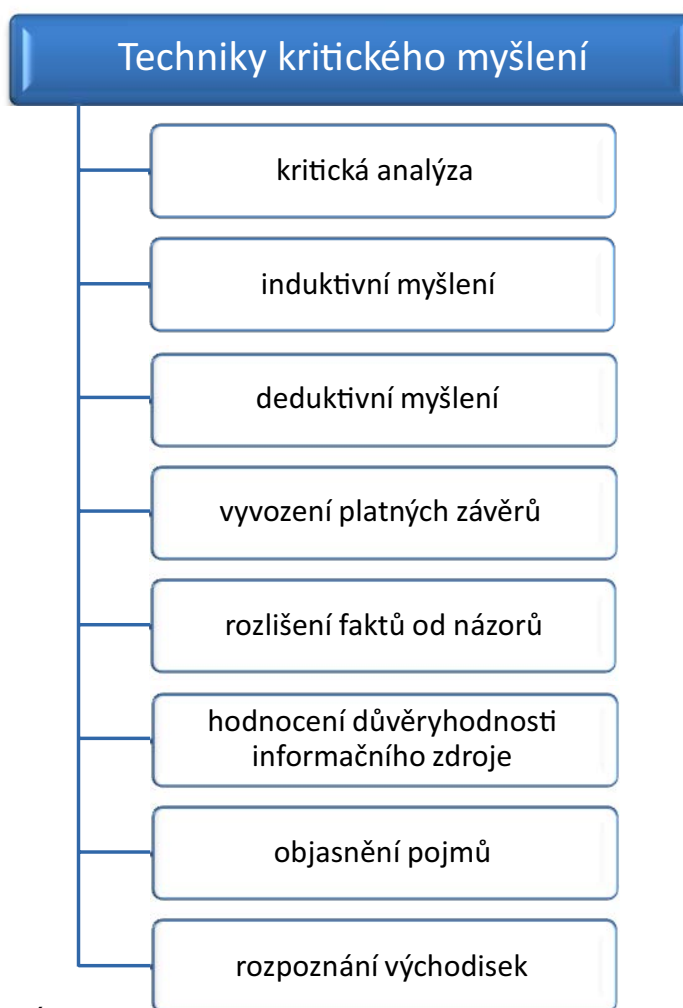 Techniky kritického myšlení
kritická analýza
induktivní myšlení
deduktivní myšlení
vyvození platných závěrů
rozlišení faktů od názorů
hodnocení důvěryhodnosti
informačního zdroje
objasnění pojmů
rozpoznání východisek